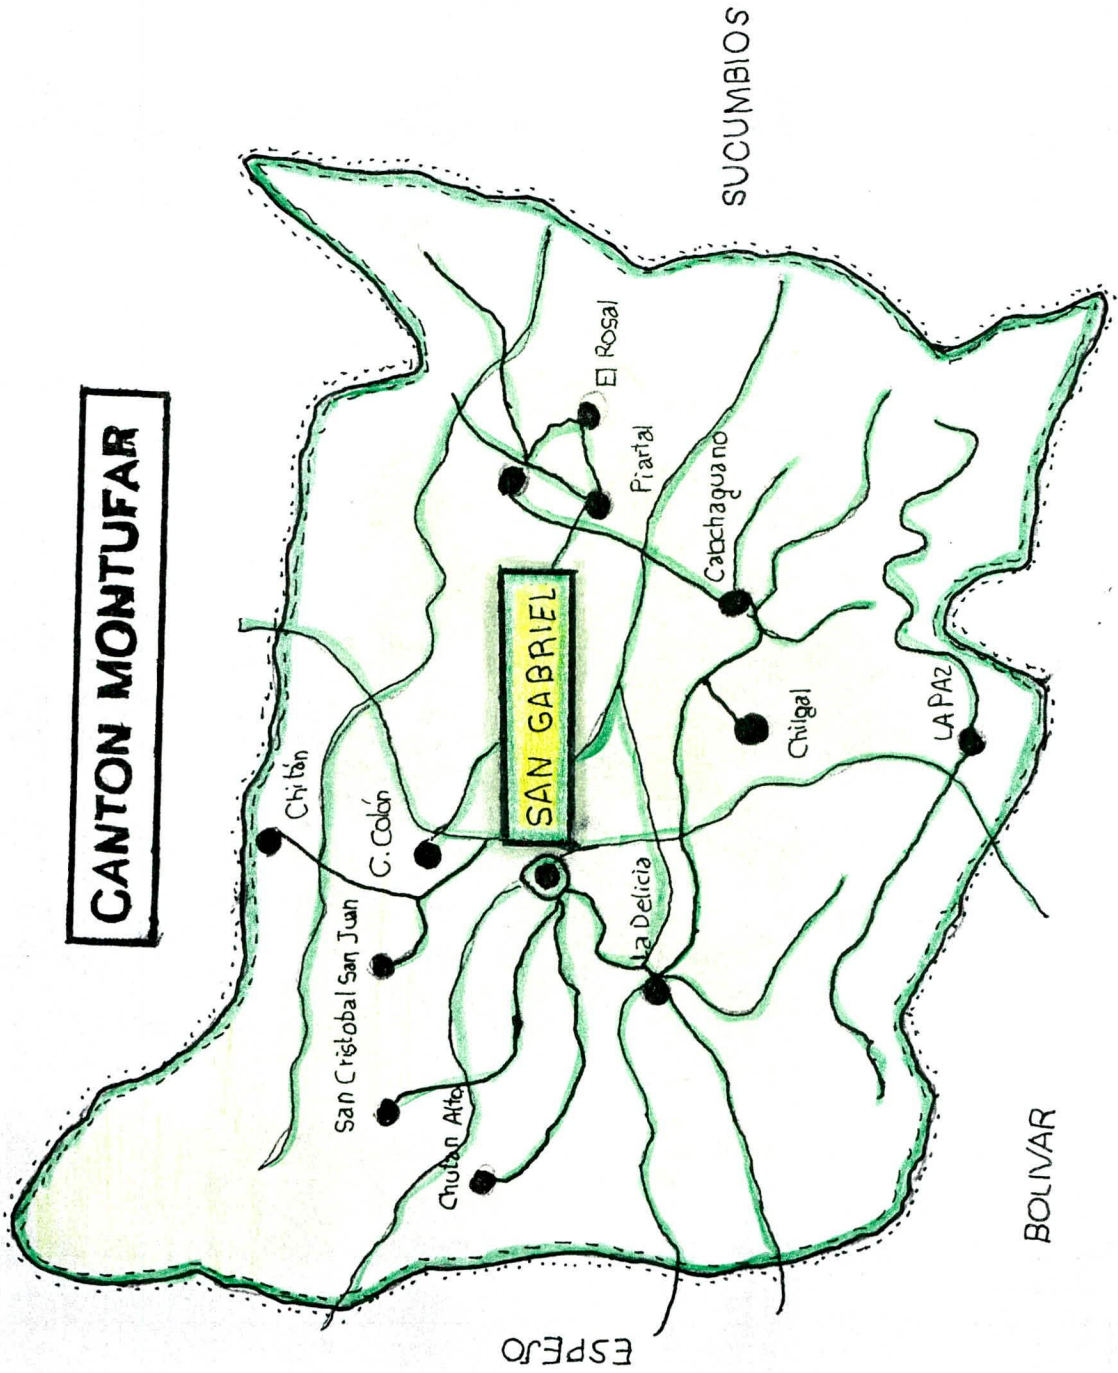 CANTON MONTUFAR
Chitán
San Cristobal
San Juan
C. Colón
Chutan Alto
SAN GABRIEL
ESPEJO
El Rosal
La Delicia
Piartal
Cabchaguano
SUCUMBIOS
Chilgal
LA PAZ
BOLIVAR